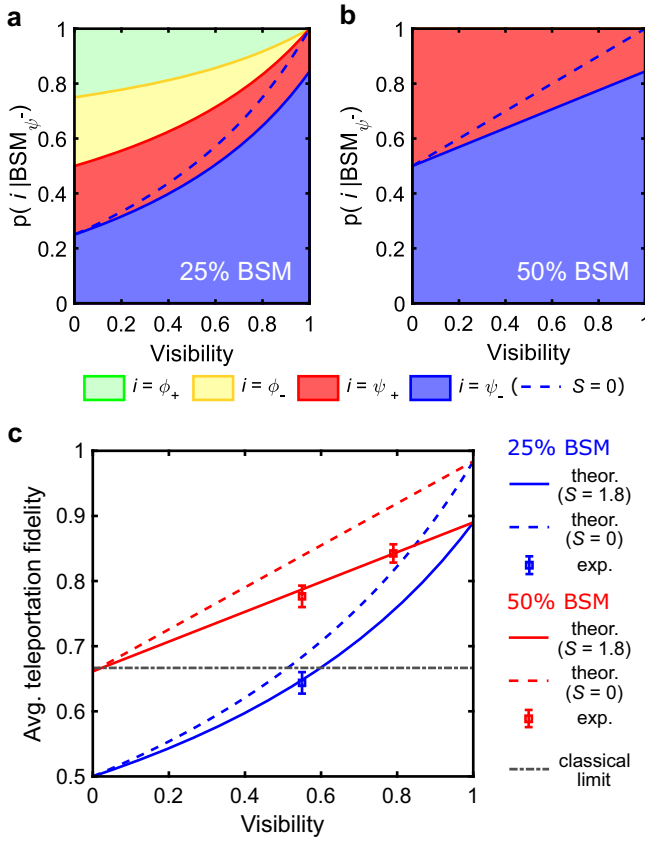 a
b
1
0.8
0.6
0.4
0.2
0
p( i |BSMψ-)
25% BSM
0.2 0.4 0.6 0.8 1
Visibility
1
0.8
0.6
0.4
0.2
0
p( i |BSMψ-)
50% BSM
0 0.2 0.4 0.6 0.8 1
Visibility
i = ϕ+ i = ϕ- i = ψ+ i = ψ- ( S = 0)
c
1
0.9
0.8
0.7
0.6
0.5
Avg. teleportation fidelity
0 0.2 0.4 0.6 0.8 1
Visibility
25% BSM
theor.
(S = 1.8)
theor.
(S = 0)
exp.
50% BSM
theor.
(S = 1.8)
theor.
(S = 0)
exp.
classical
limit